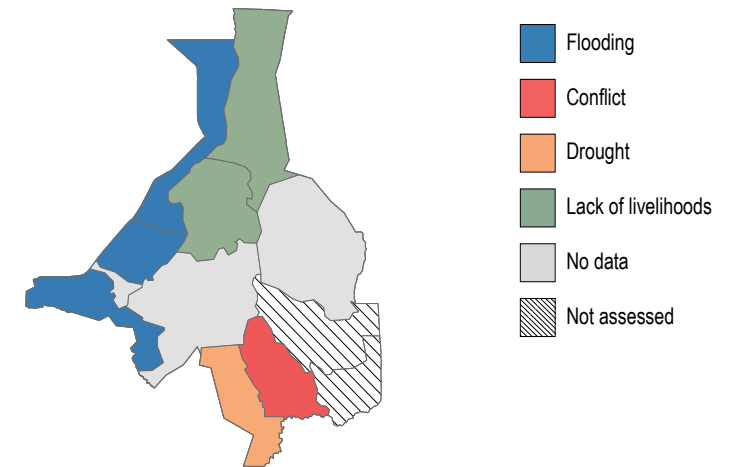 Flooding
Conflict
Drought
Lack of livelihoods
No data
Not assessed